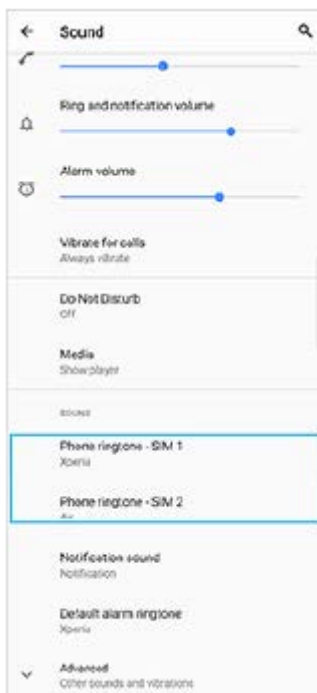 Sound
Ring and notification volume
Alarm volume
Vibrate for calls
Always vibrate
Do Not Disturb
Off
Media
Show player
SOUND
Phone ringtone - SIM 1
Xperia
Phone ringtone - SIM 2
Notification sound
Notification
Default alarm ringtone
Xperia
Advanced
Other sounds and vibrations